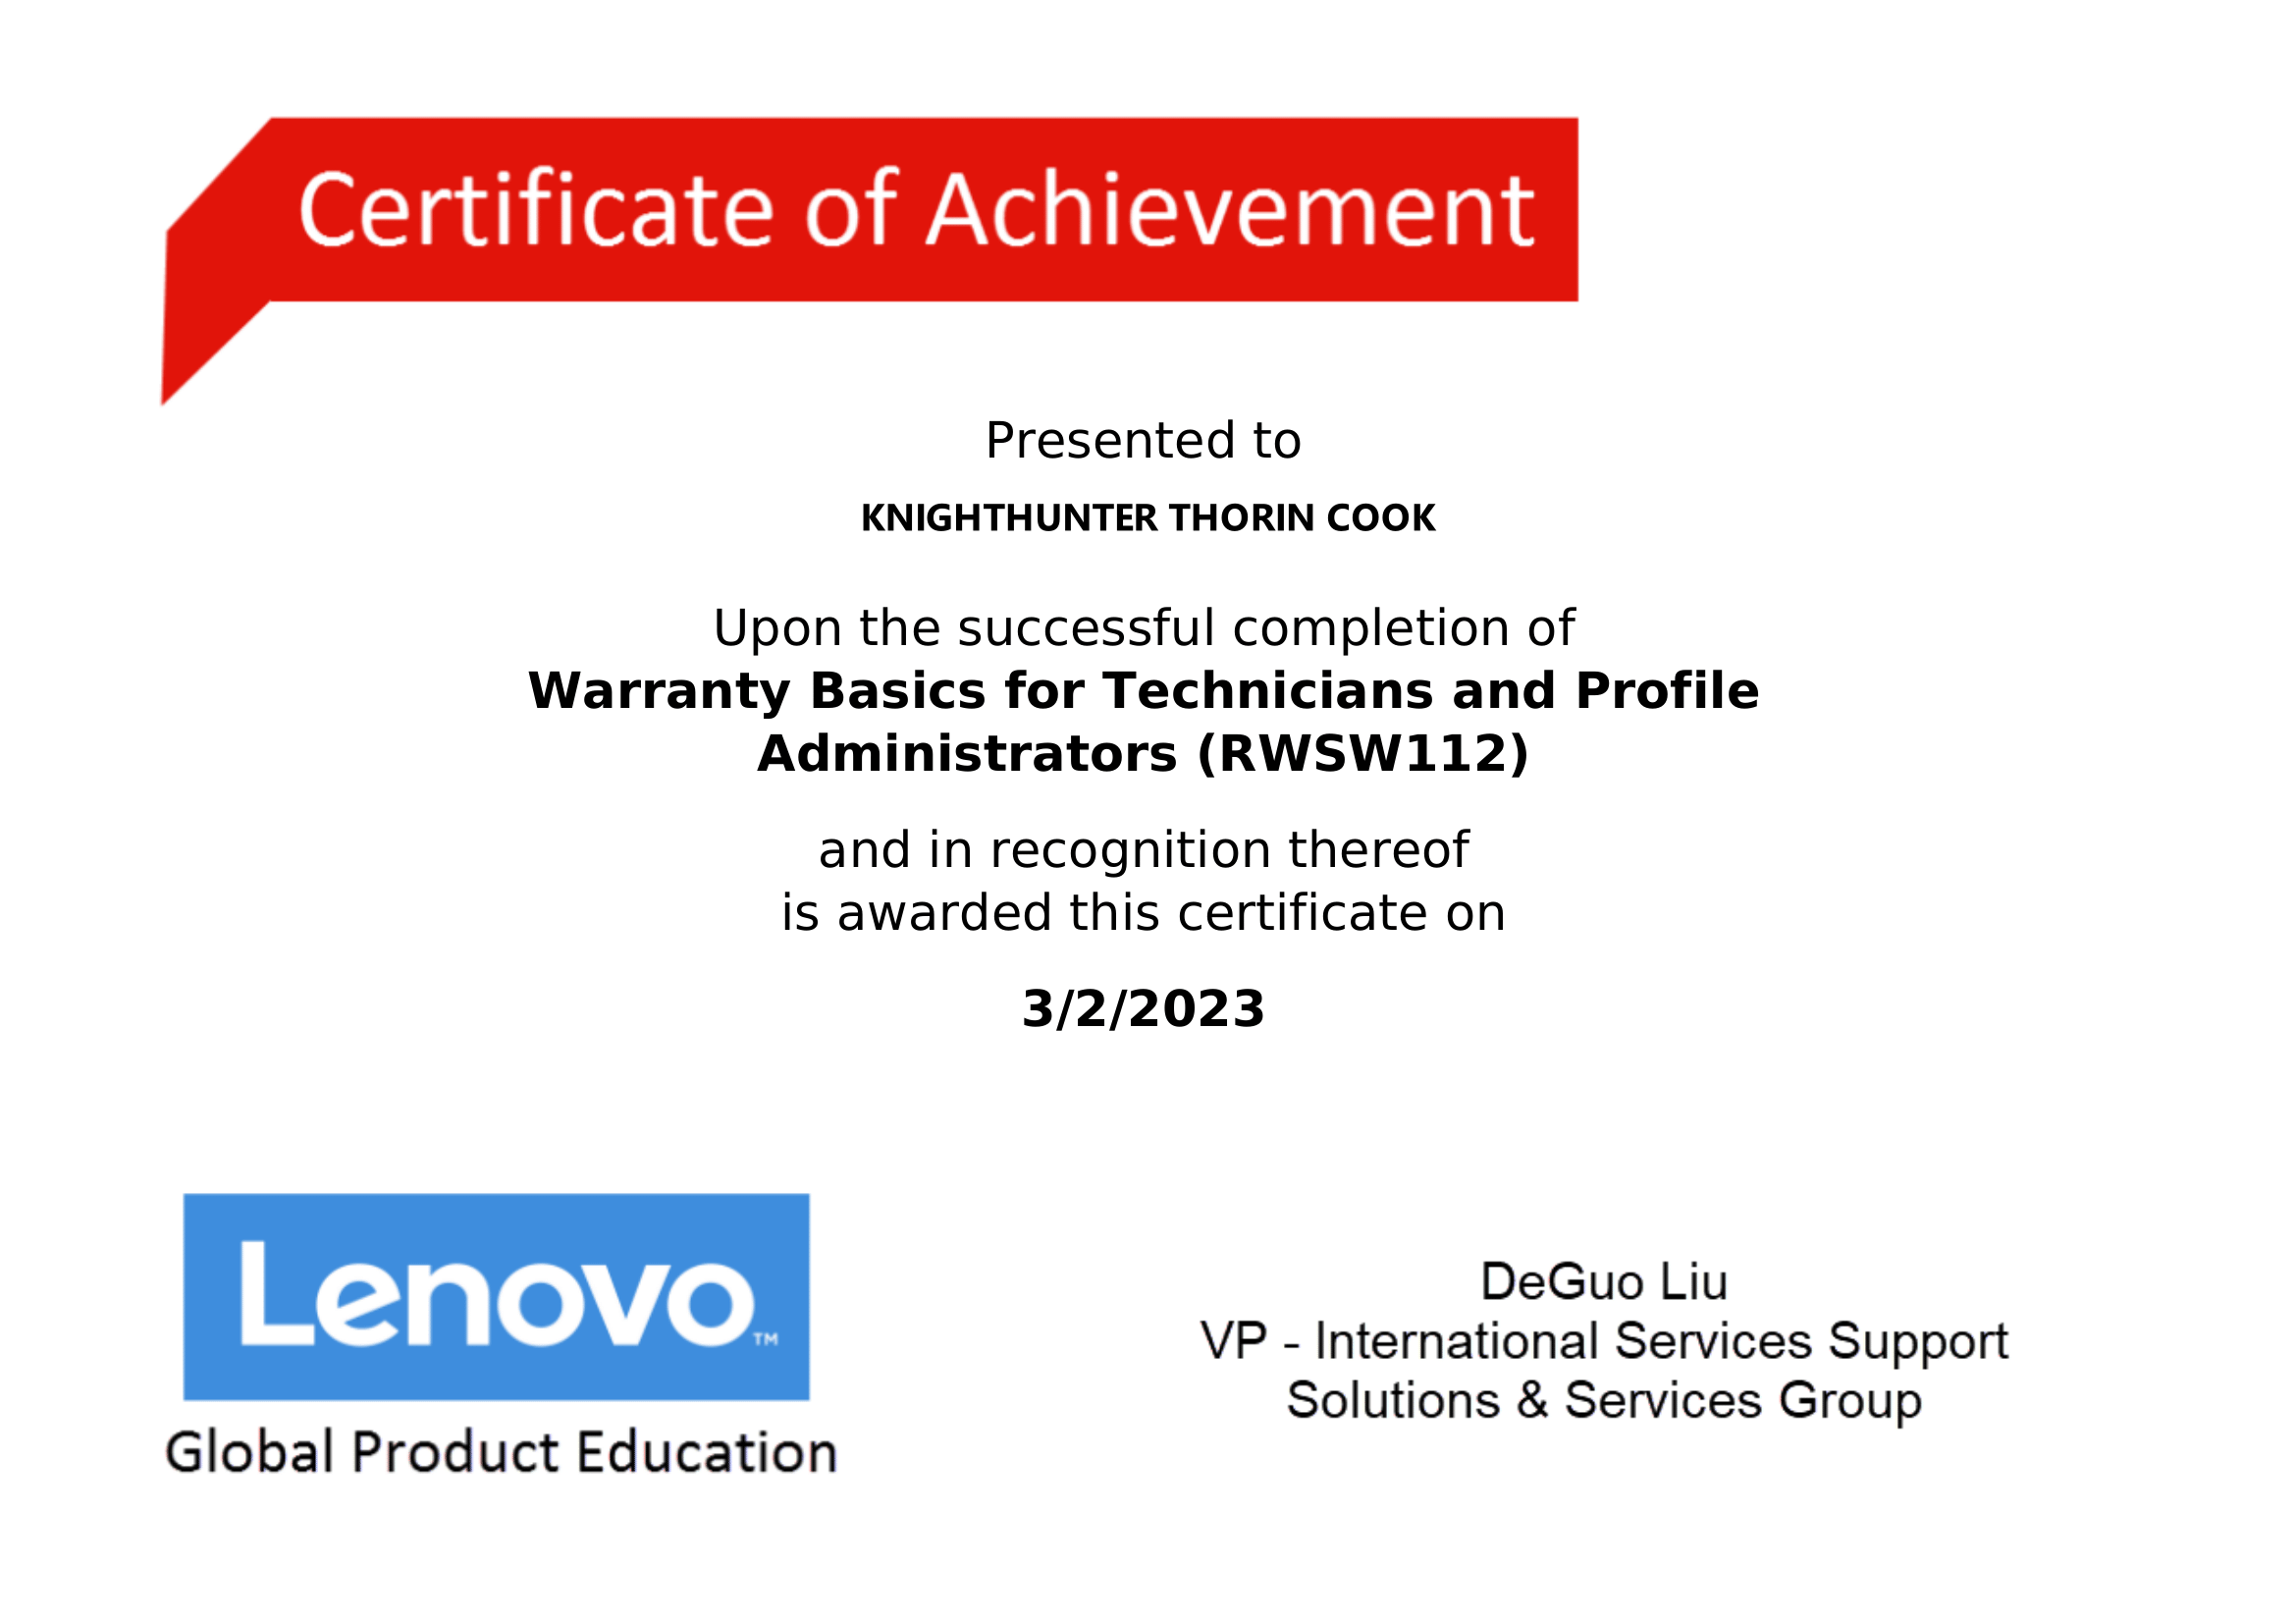 Certificate of Achievement
Presented to
KNIGHTHUNTER THORIN COOK
Upon the successful completion of
Warranty Basics for Technicians and Profile
Administrators (RWSW112)
and in recognition thereof
is awarded this certificate on
3/2/2023
Lenovo™
Global Product Education
DeGuo Liu
VP - International Services Support
Solutions & Services Group